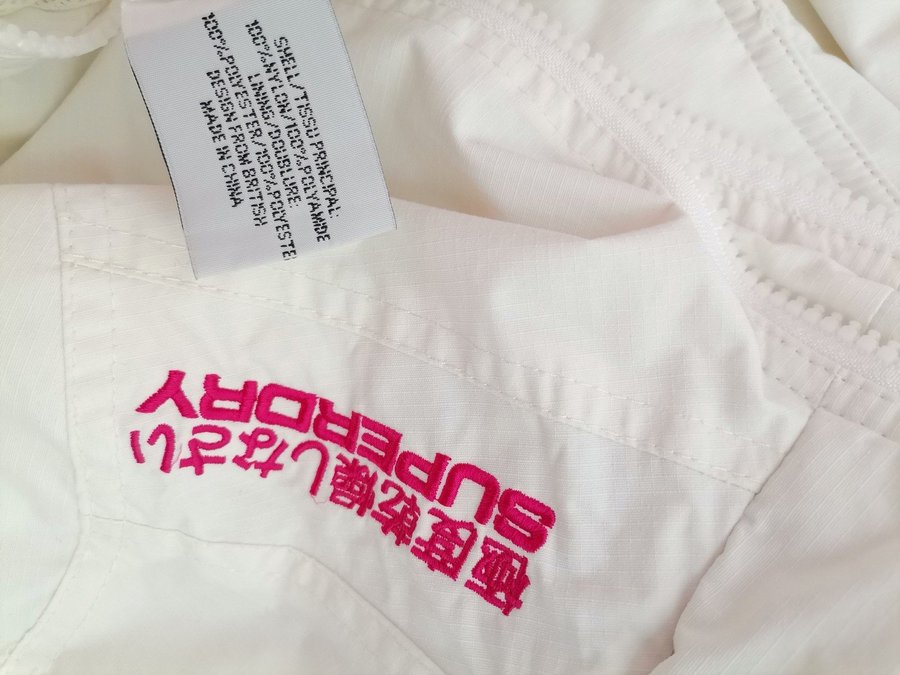 SHELL/TISSU PRINCIPAL:
100%NYLON/100%POLYAMIDE
LINING/DOUBLURE:
100%POLYESTER/100%POLYESTER
DESIGN FROM BRITISH
MADE IN CHINA
極度乾燥しなさい
SUPERDRY